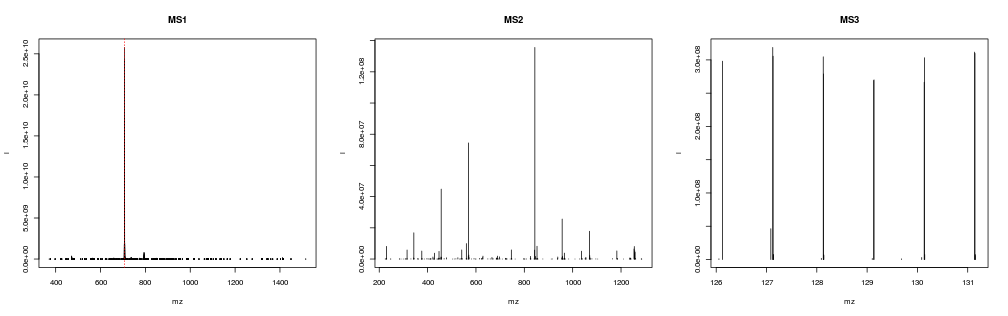 MS1
2.5e+10
2.0e+10
1.5e+10
1.0e+10
5.0e+09
0.0e+00
I
400 600 800 1000 1200 1400
mz
MS2
1.2e+08
8.0e+07
4.0e+07
0.0e+00
I
200 400 600 800 1000 1200
mz
MS3
3.0e+08
2.0e+08
1.0e+08
0.0e+00
I
126 127 128 129 130 131
mz